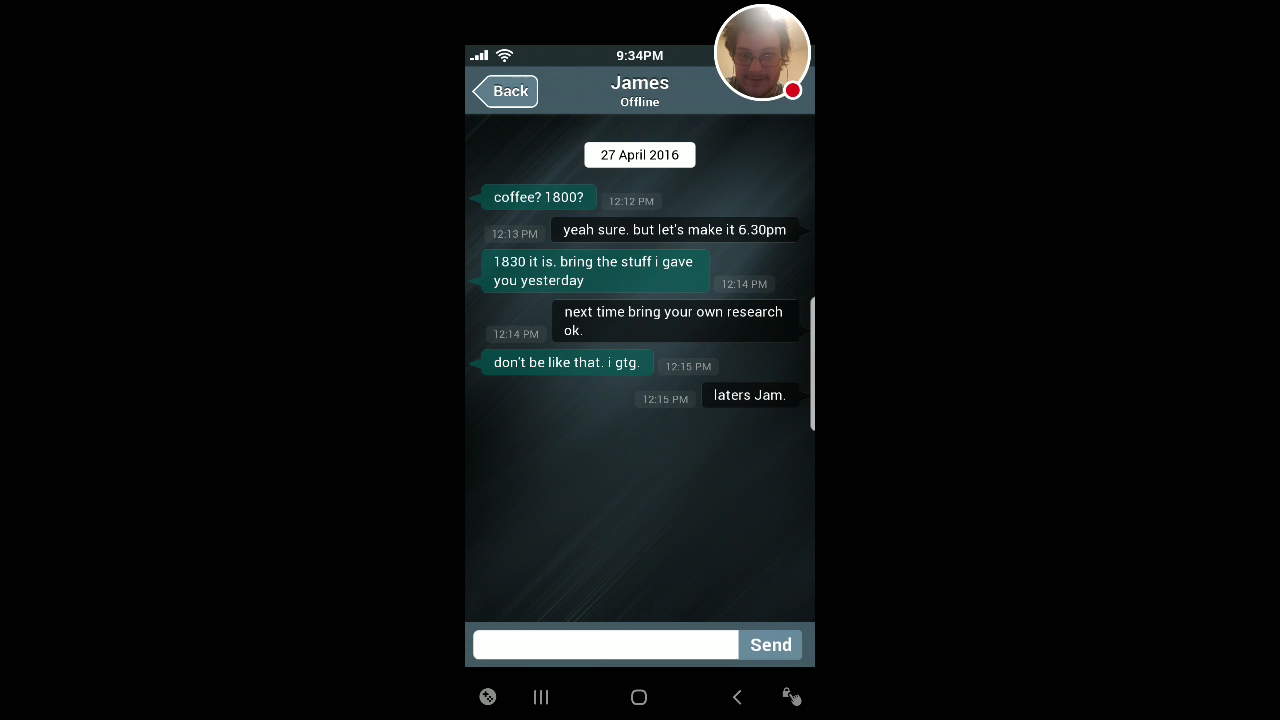 9:34PM
Back
James
Offline
27 April 2016
coffee? 1800?
12:12 PM
yeah sure. but let's make it 6.30pm
12:13 PM
1830 it is. bring the stuff i gave
you yesterday
12:14 PM
next time bring your own research
ok.
12:14 PM
don't be like that. i gtg.
12:15 PM
laters Jam.
12:15 PM
Send